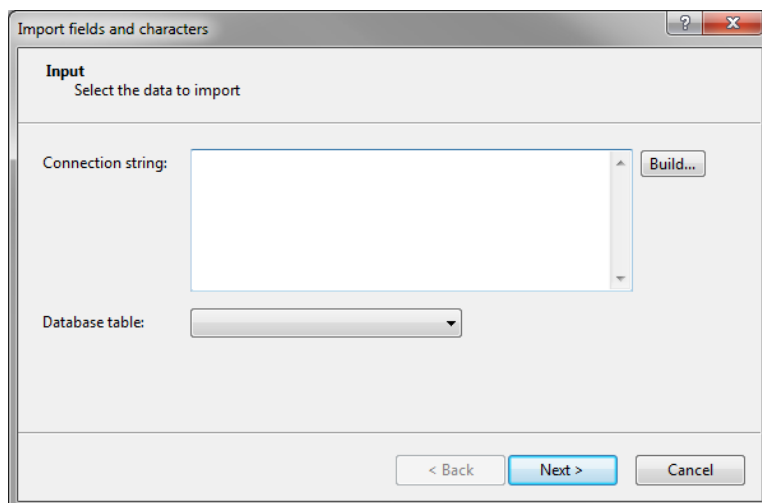 Import fields and characters
?
X
Input
Select the data to import
Connection string:
Build...
Database table:
< Back
Next >
Cancel